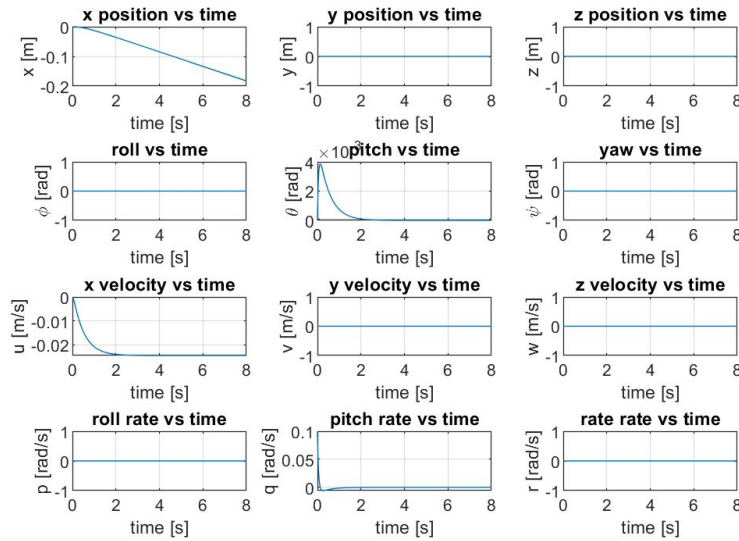 x position vs time
y position vs time
z position vs time
0
-0.1
-0.2
x [m]
0 2 4 6 8
time [s]
1
0
-1
y [m]
0 2 4 6 8
time [s]
1
0
-1
z [m]
0 2 4 6 8
time [s]
roll vs time
pitch vs time
yaw vs time
1
0
-1
ϕ [rad]
0 2 4 6 8
time [s]
4
2
0
θ [rad]
0 2 4 6 8
time [s]
1
0
-1
ψ [rad]
0 2 4 6 8
time [s]
x velocity vs time
y velocity vs time
z velocity vs time
0
-0.01
-0.02
u [m/s]
0 2 4 6 8
time [s]
1
0
-1
v [m/s]
0 2 4 6 8
time [s]
1
0
-1
w [m/s]
0 2 4 6 8
time [s]
roll rate vs time
pitch rate vs time
rate rate vs time
1
0
-1
p [rad/s]
0 2 4 6 8
time [s]
0.1
0.05
0
q [rad/s]
0 2 4 6 8
time [s]
1
0
-1
r [rad/s]
0 2 4 6 8
time [s]